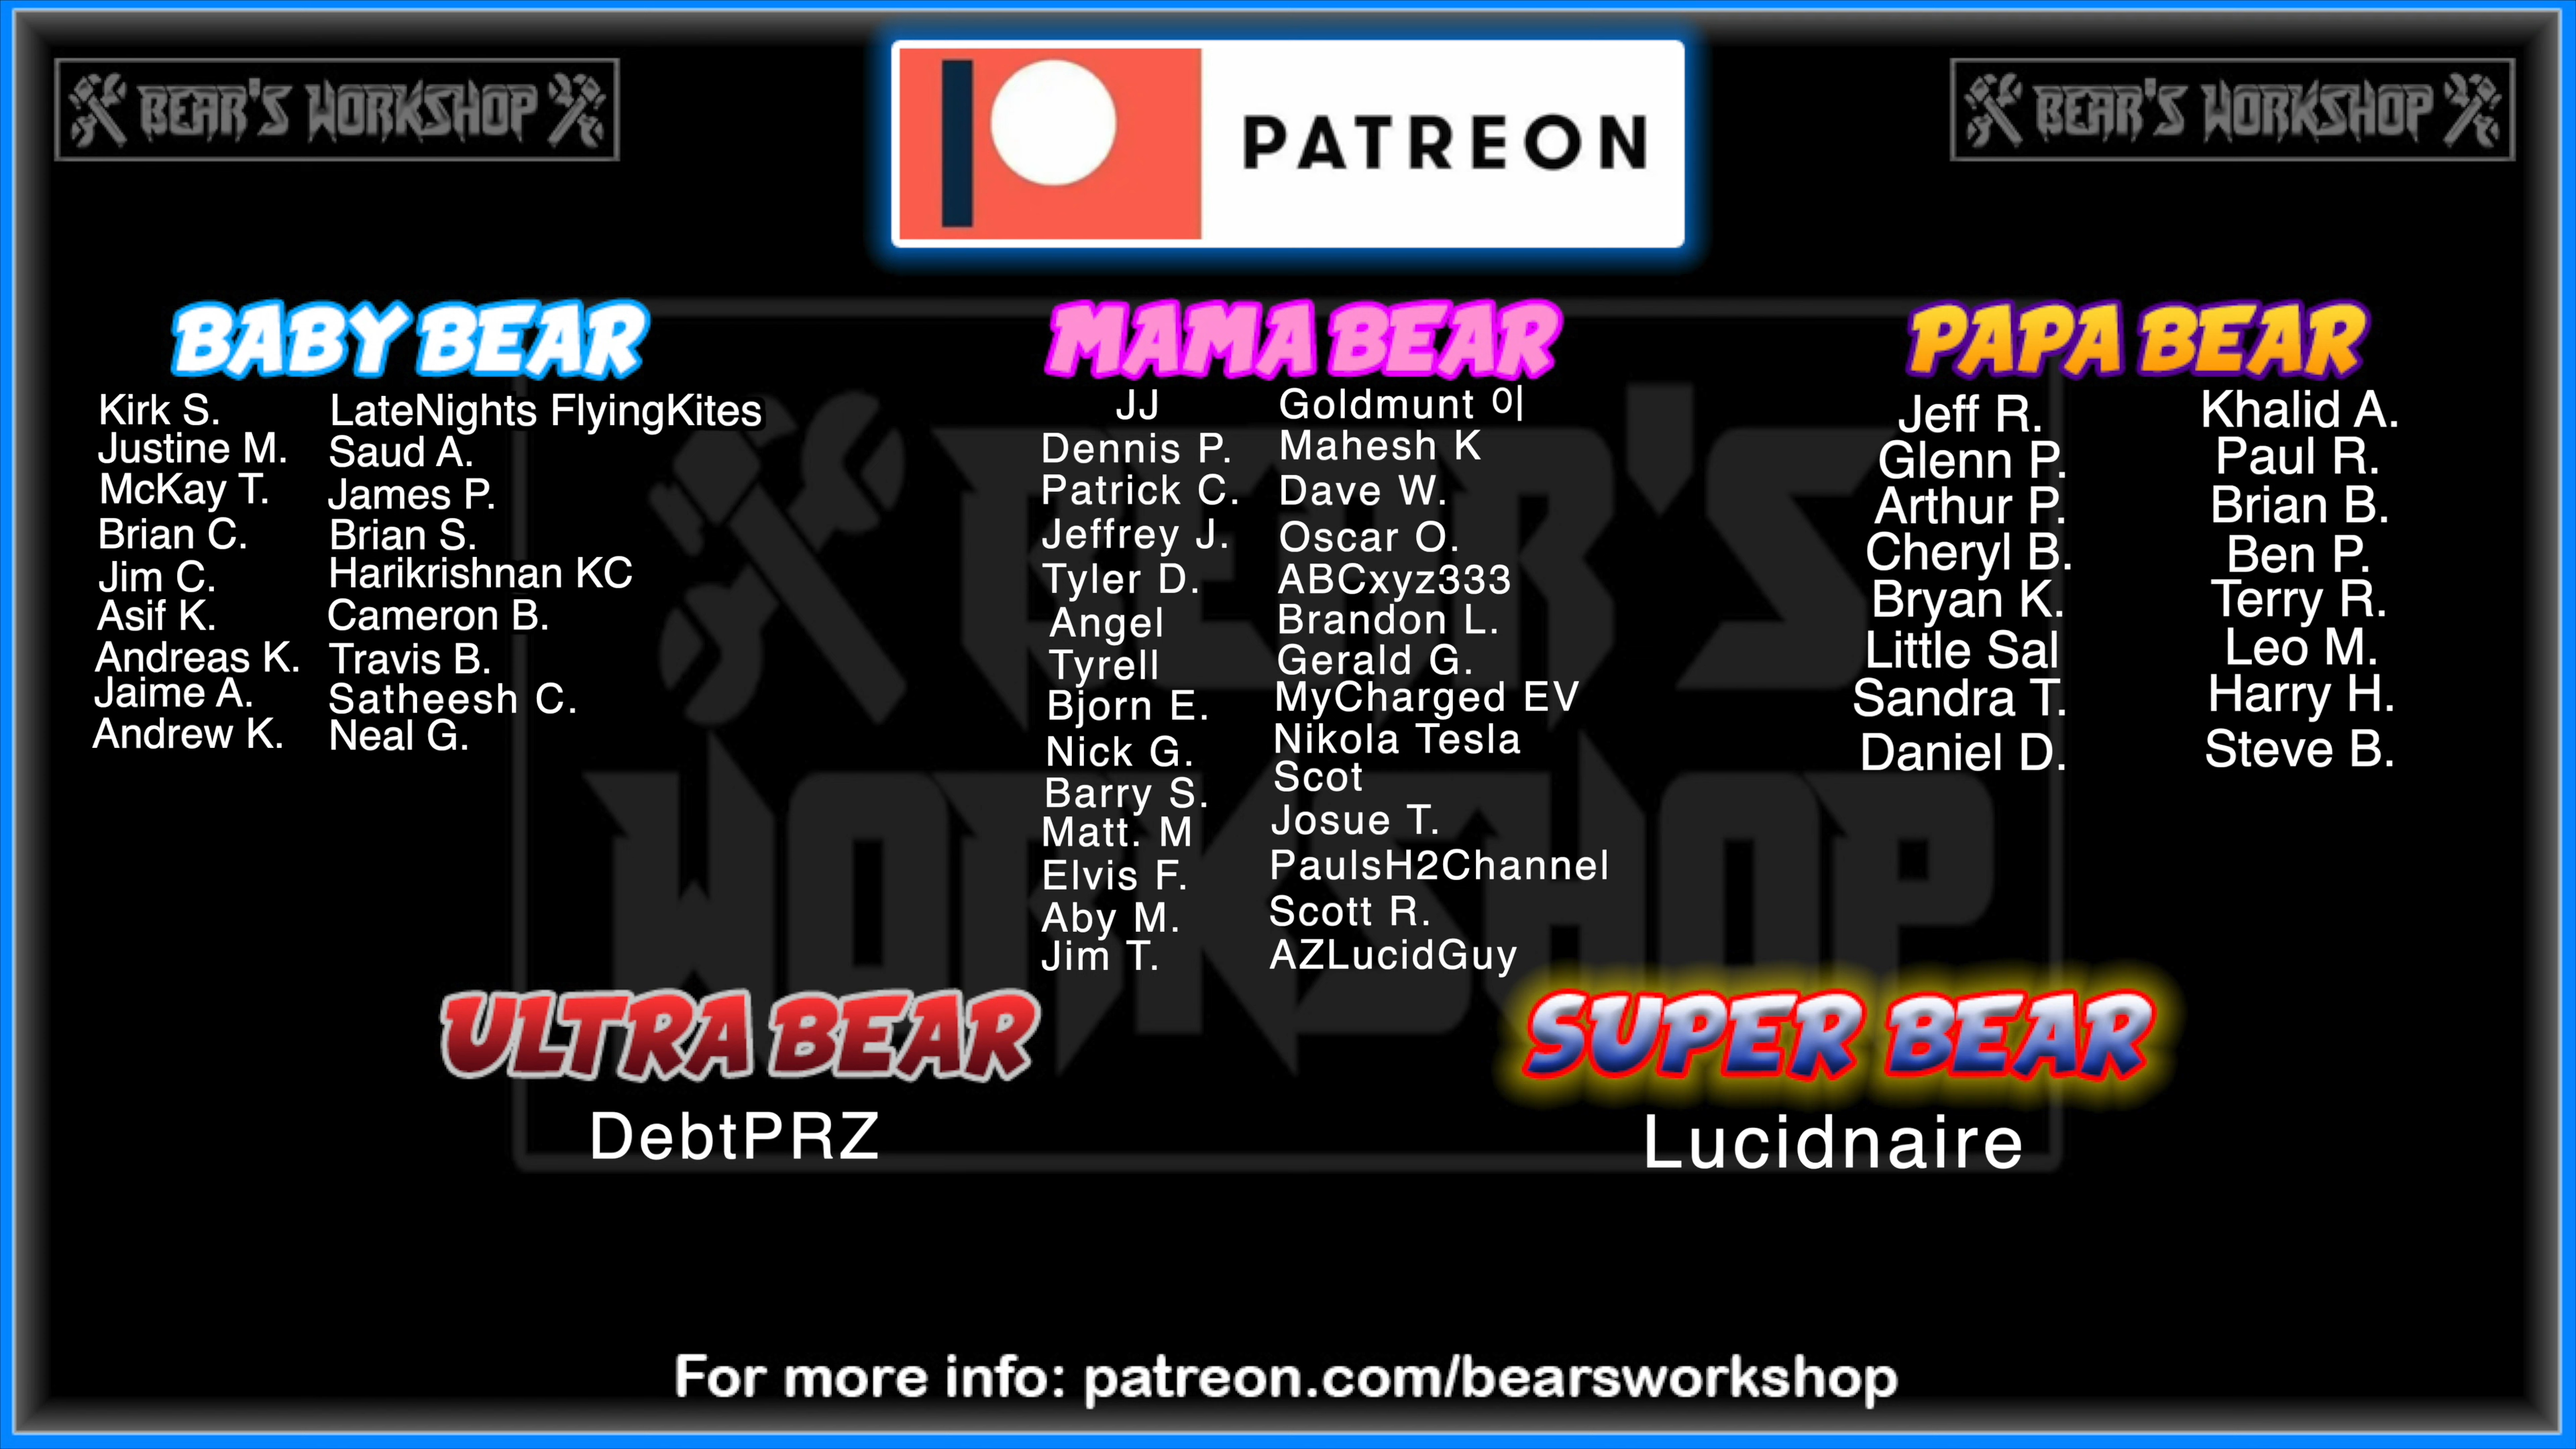 BEAR'S WORKSHOP
PATREON
BEAR'S WORKSHOP
BEAR'S
WORKSHOP
BABY BEAR
Kirk S.
Justine M.
McKay T.
Brian C.
Jim C.
Asif K.
Andreas K.
Jaime A.
Andrew K.
LateNights FlyingKites
Saud A.
James P.
Brian S.
Harikrishnan KC
Cameron B.
Travis B.
Satheesh C.
Neal G.
MAMA BEAR
JJ
Dennis P.
Patrick C.
Jeffrey J.
Tyler D.
Angel
Tyrell
Bjorn E.
Nick G.
Barry S.
Matt. M
Elvis F.
Aby M.
Jim T.
Goldmunt 이
Mahesh K
Dave W.
Oscar O.
ABCxyz333
Brandon L.
Gerald G.
MyCharged EV
Nikola Tesla
Scot
Josue T.
PaulsH2Channel
Scott R.
AZLucidGuy
PAPA BEAR
Jeff R.
Glenn P.
Arthur P.
Cheryl B.
Bryan K.
Little Sal
Sandra T.
Daniel D.
Khalid A.
Paul R.
Brian B.
Ben P.
Terry R.
Leo M.
Harry H.
Steve B.
ULTRA BEAR
DebtPRZ
SUPER BEAR
Lucidnaire
For more info: patreon.com/bearsworkshop